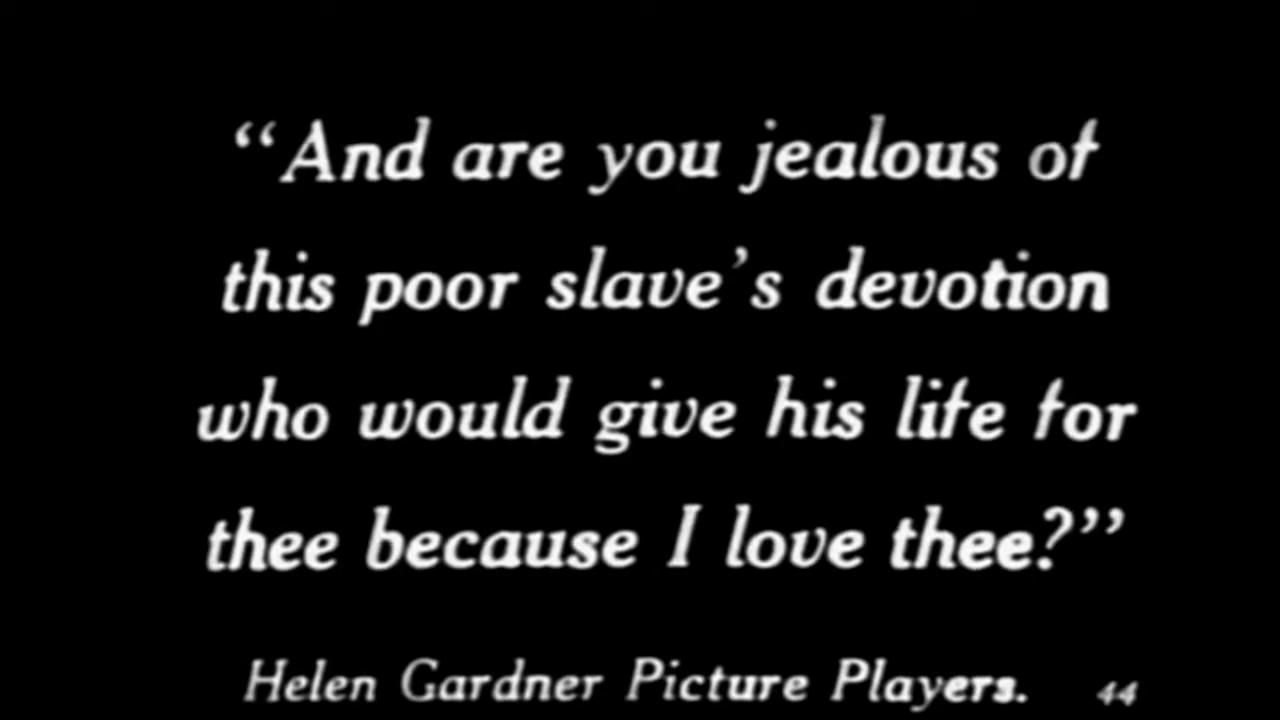 “And are you jealous of
this poor slave’s devotion
who would give his life for
thee because I love thee?”
Helen Gardner Picture Players. 44